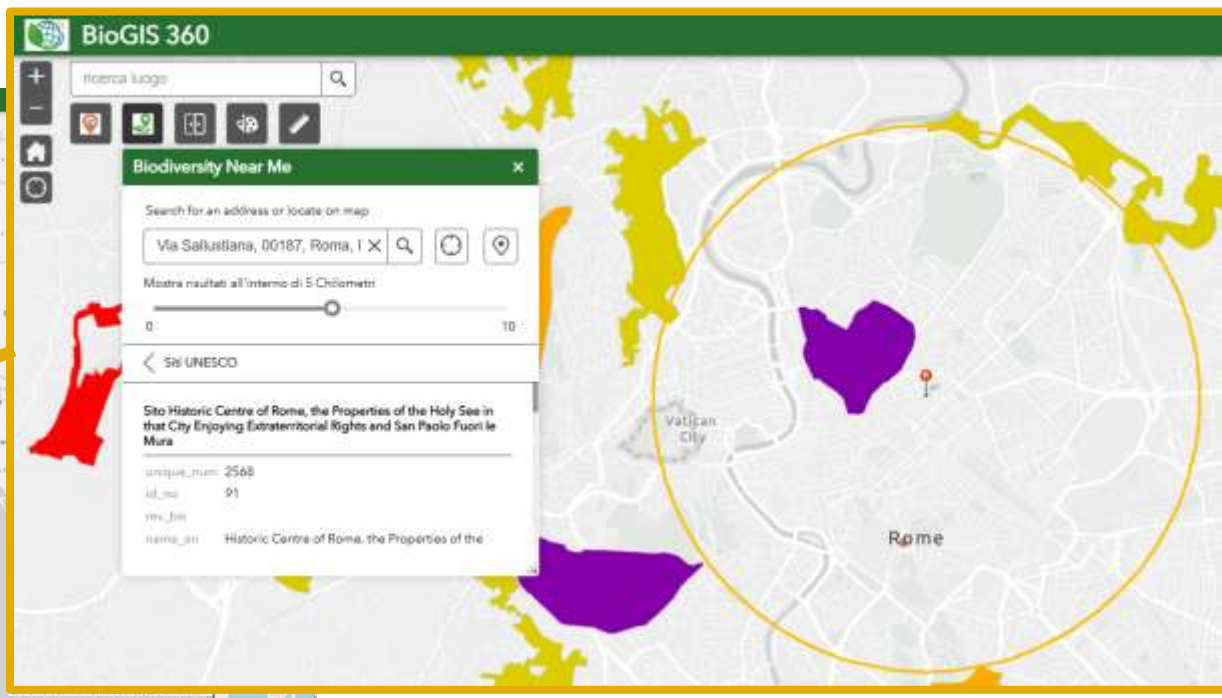 BioGIS 360
ricerca luogo
Biodiversity Near Me
Search for an address or locate on map
Via Sallustiana, 00187, Roma, I
Mostra risultati all'interno di 5 Chilometri
0
10
Siti UNESCO
Sito Historic Centre of Rome, the Properties of the Holy See in
that City Enjoying Extraterritorial Rights and San Paolo Fuori le
Mura
unique_num 2568
id_no 91
rev_bis
name_en Historic Centre of Rome, the Properties of the
Vatican
City
Rome